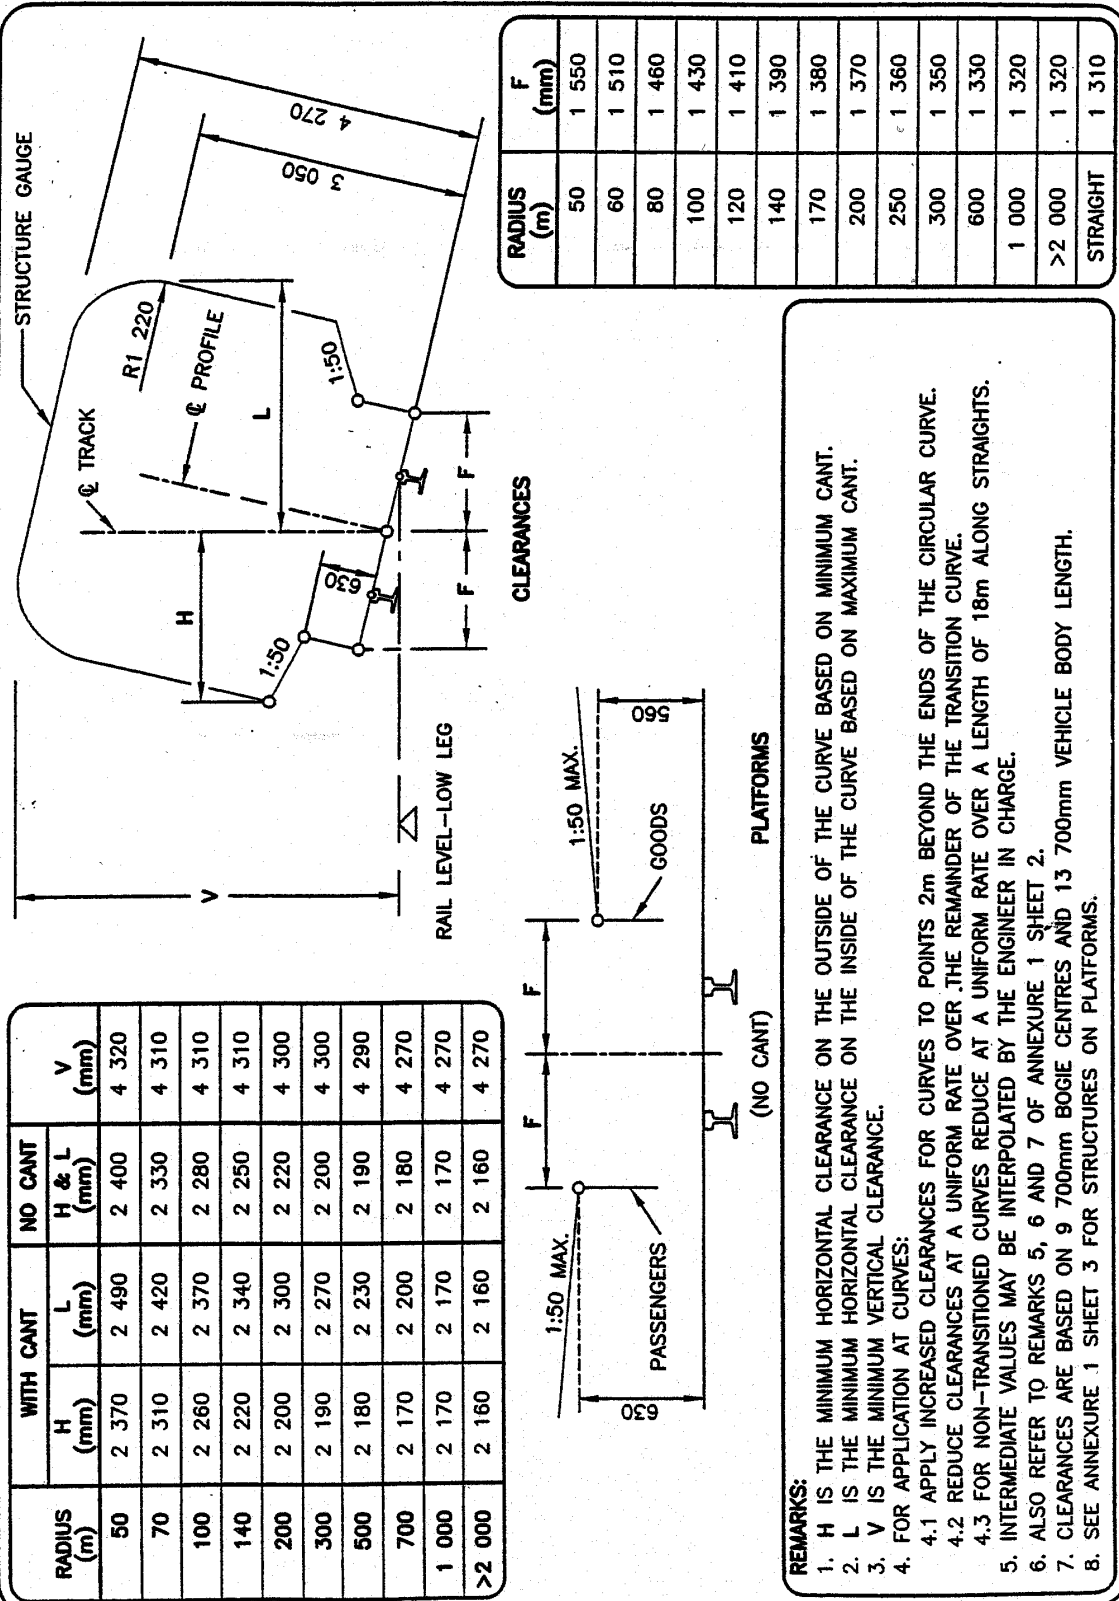 WITH CANT NO CANT
RADIUS (m) H (mm) L (mm) H & L (mm) V (mm)
50 2 370 2 490 2 400 4 320
70 2 310 2 420 2 330 4 310
100 2 260 2 370 2 280 4 310
140 2 220 2 340 2 250 4 310
200 2 200 2 300 2 220 4 300
300 2 190 2 270 2 200 4 300
500 2 180 2 230 2 190 4 290
700 2 170 2 200 2 180 4 270
1 000 2 170 2 170 2 170 4 270
>2 000 2 160 2 160 2 160 4 270
STRUCTURE GAUGE
℄ TRACK
R1 220
℄ PROFILE
H
L
V
1:50
1:50
630
3 050
4 270
F F
RAIL LEVEL-LOW LEG
CLEARANCES
1:50 MAX.
1:50 MAX.
F F
PASSENGERS
GOODS
630
560
(NO CANT)
PLATFORMS
RADIUS (m) F (mm)
50 1 550
60 1 510
80 1 460
100 1 430
120 1 410
140 1 390
170 1 380
200 1 370
250 1 360
300 1 350
600 1 330
1 000 1 320
>2 000 1 320
STRAIGHT 1 310
REMARKS:
1. H IS THE MINIMUM HORIZONTAL CLEARANCE ON THE OUTSIDE OF THE CURVE BASED ON MINIMUM CANT.
2. L IS THE MINIMUM HORIZONTAL CLEARANCE ON THE INSIDE OF THE CURVE BASED ON MAXIMUM CANT.
3. V IS THE MINIMUM VERTICAL CLEARANCE.
4. FOR APPLICATION AT CURVES:
4.1 APPLY INCREASED CLEARANCES FOR CURVES TO POINTS 2m BEYOND THE ENDS OF THE CIRCULAR CURVE.
4.2 REDUCE CLEARANCES AT A UNIFORM RATE OVER THE REMAINDER OF THE TRANSITION CURVE.
4.3 FOR NON-TRANSITIONED CURVES REDUCE AT A UNIFORM RATE OVER A LENGTH OF 18m ALONG STRAIGHTS.
5. INTERMEDIATE VALUES MAY BE INTERPOLATED BY THE ENGINEER IN CHARGE.
6. ALSO REFER TO REMARKS 5, 6 AND 7 OF ANNEXURE 1 SHEET 2.
7. CLEARANCES ARE BASED ON 9 700mm BOGIE CENTRES AND 13 700mm VEHICLE BODY LENGTH.
8. SEE ANNEXURE 1 SHEET 3 FOR STRUCTURES ON PLATFORMS.